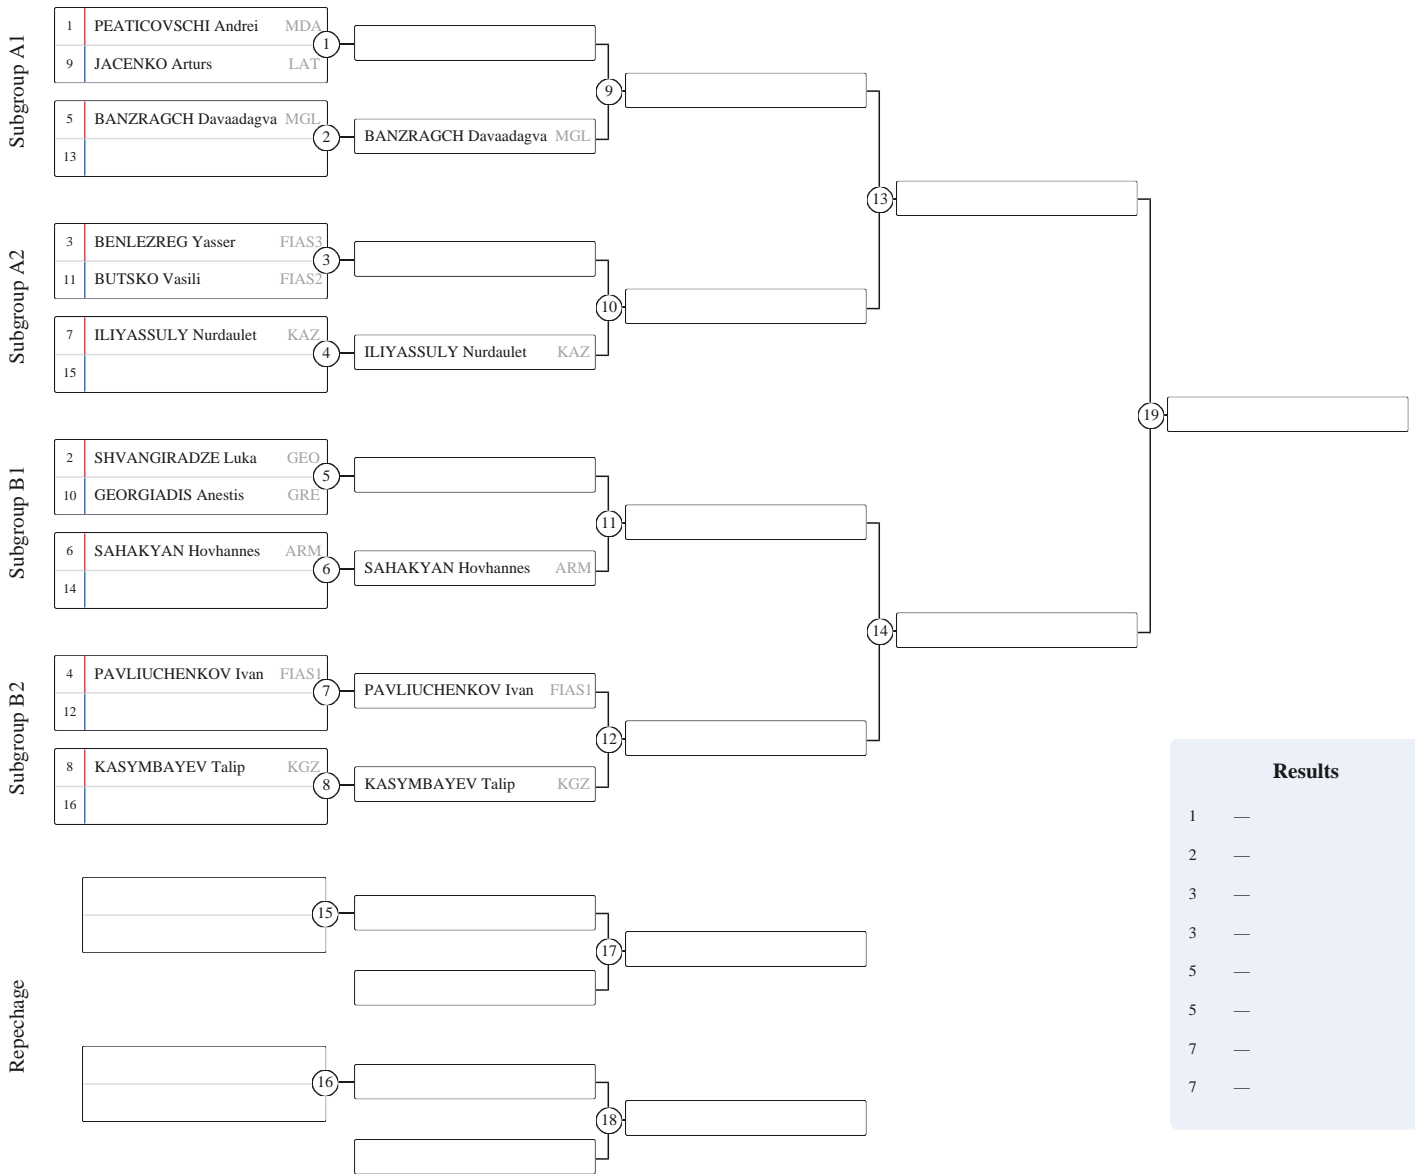 Subgroup A1
1 PEATICOVSCHI Andrei MDA
9 JACENKO Arturs LAT
1
5 BANZRAGCH Davaadagva MGL
13
2
BANZRAGCH Davaadagva MGL
9
Subgroup A2
3 BENLEZREG Yasser FIAS3
11 BUTSKO Vasili FIAS2
3
7 ILIYASSULY Nurdaulet KAZ
15
4
ILIYASSULY Nurdaulet KAZ
10
13
Subgroup B1
2 SHVANGIRADZE Luka GEO
10 GEORGIADIS Anestis GRE
5
6 SAHAKYAN Hovhannes ARM
14
6
SAHAKYAN Hovhannes ARM
11
Subgroup B2
4 PAVLIUCHENKOV Ivan FIAS1
12
7
PAVLIUCHENKOV Ivan FIAS1
8 KASYMBAYEV Talip KGZ
16
8
KASYMBAYEV Talip KGZ
12
14
19
Repechage
15
17
16
18
Results
1 —
2 —
3 —
3 —
5 —
5 —
7 —
7 —